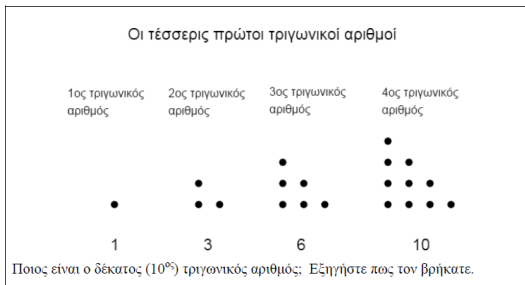 Οι τέσσερις πρώτοι τριγωνικοί αριθμοί
1ος τριγωνικός αριθμός
2ος τριγωνικός αριθμός
3ος τριγωνικός αριθμός
4ος τριγωνικός αριθμός
1 3 6 10
Ποιος είναι ο δέκατος (10ος) τριγωνικός αριθμός; Εξηγήστε πως τον βρήκατε.